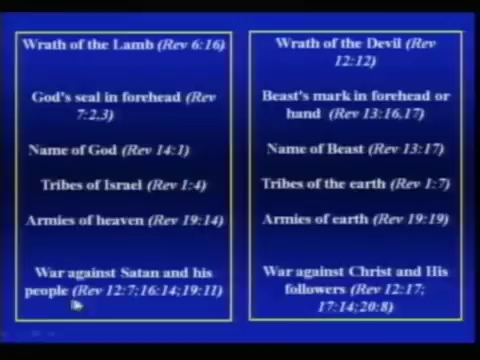 Wrath of the Lamb (Rev 6:16)
God's seal in forehead (Rev
7:2,3)
Name of God (Rev 14:1)
Tribes of Israel (Rev 1:4)
Armies of heaven (Rev 19:14)
War against Satan and his
people (Rev 12:7;16:14;19:11)
Wrath of the Devil (Rev
12:12)
Beast's mark in forehead or
hand (Rev 13:16,17)
Name of Beast (Rev 13:17)
Tribes of the earth (Rev 1:7)
Armies of earth (Rev 19:19)
War against Christ and His
followers (Rev 12:17;
17:14;20:8)